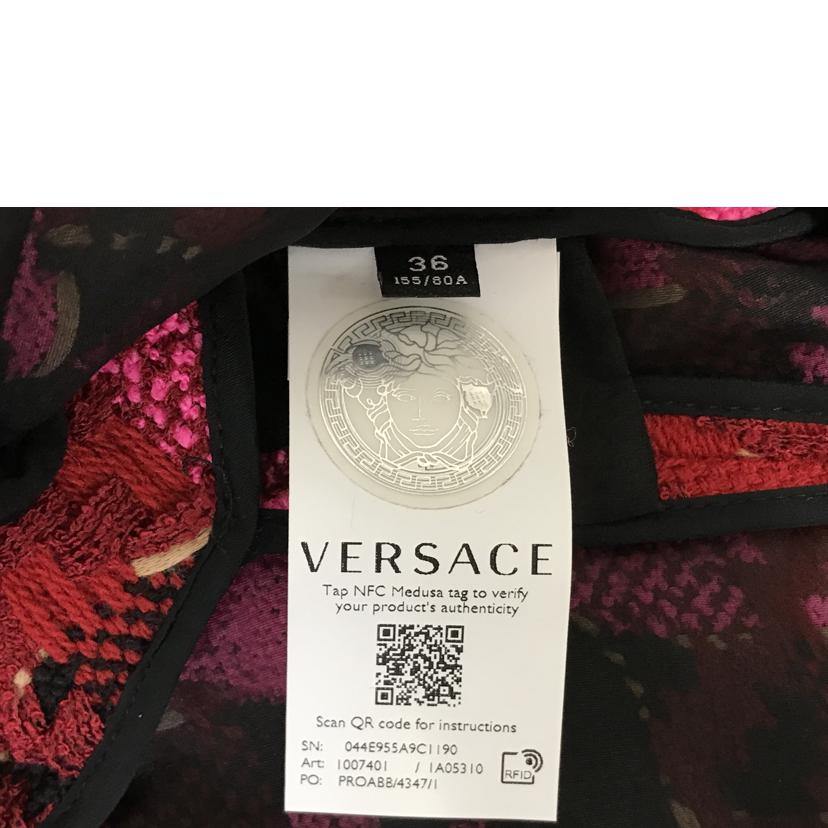 36
155/80A
VERSACE
Tap NFC Medusa tag to verify
your product's authenticity
Scan QR code for instructions
SN: 044E955A9C1190
Art: 1007401 / 1A05310
PO: PROABB/4347/1
RFID